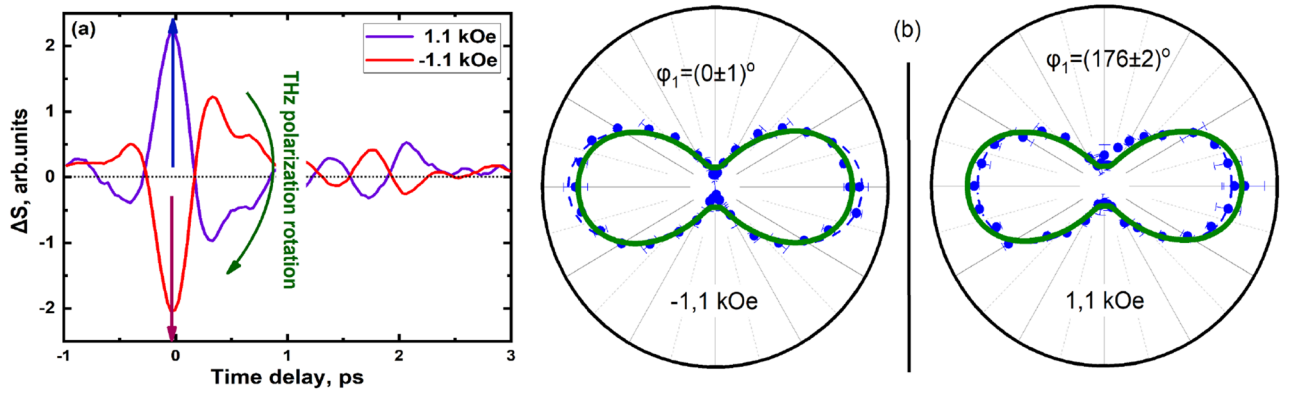 (a)
1.1 kOe
-1.1 kOe
THz polarization rotation
ΔS, arb.units
2
1
0
-1
-2
-1
0
1
2
3
Time delay, ps
(b)
φ₁=(0±1)°
-1,1 kOe
φ₁=(176±2)°
1,1 kOe